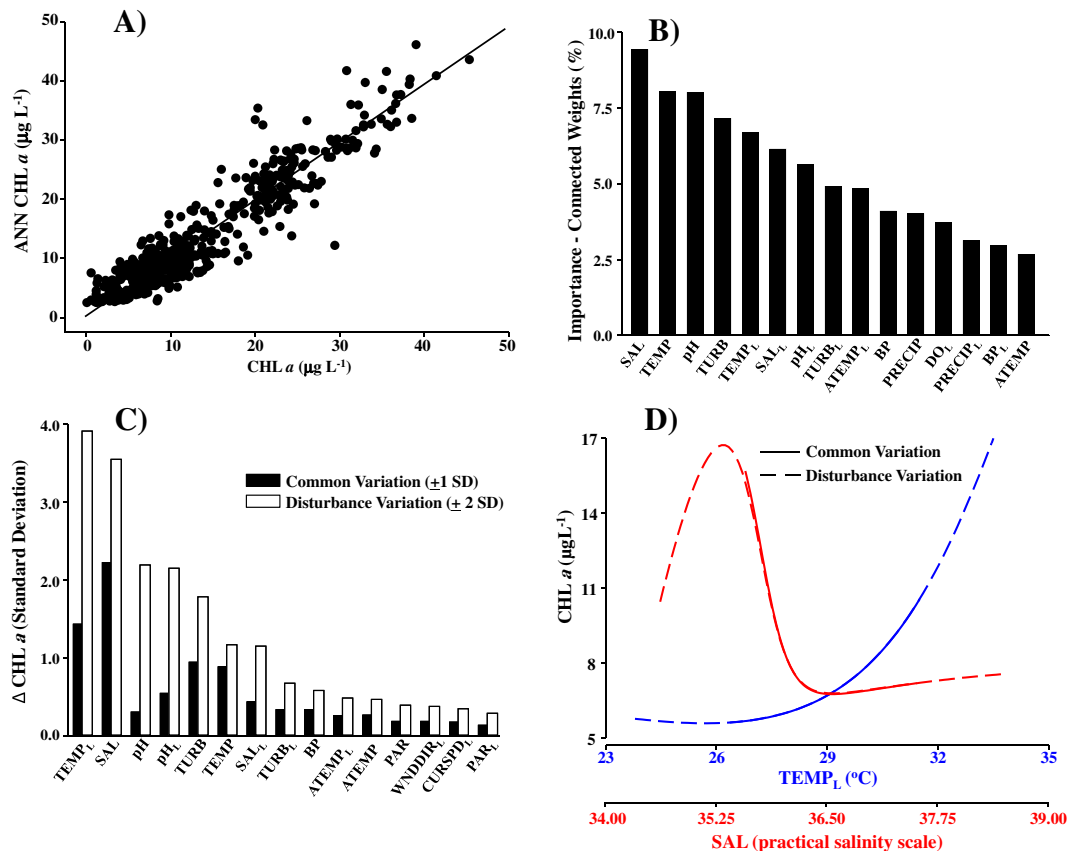 A)
50
40
30
20
10
0
ANN CHL a (µg L-1)
0 10 20 30 40 50
CHL a (µg L-1)
B)
10.0
7.5
5.0
2.5
0.0
Importance - Connected Weights (%)
SAL TEMP pH TURB TEMPL SALL pHL TURBL ATEMPL BP PRECIP DOL PRECIPL BPL ATEMP
C)
4.0
3.0
2.0
1.0
0.0
Δ CHL a (Standard Deviation)
Common Variation (±1 SD)
Disturbance Variation (± 2 SD)
TEMPL SAL pH pHL TURB TEMP SALL TURBL BP ATEMPL ATEMP PAR WNDDIRL CURSPDL PARL
D)
17
14
11
8
5
CHL a (µgL-1)
Common Variation
Disturbance Variation
23 26 29 32 35
TEMPL (oC)
34.00 35.25 36.50 37.75 39.00
SAL (practical salinity scale)